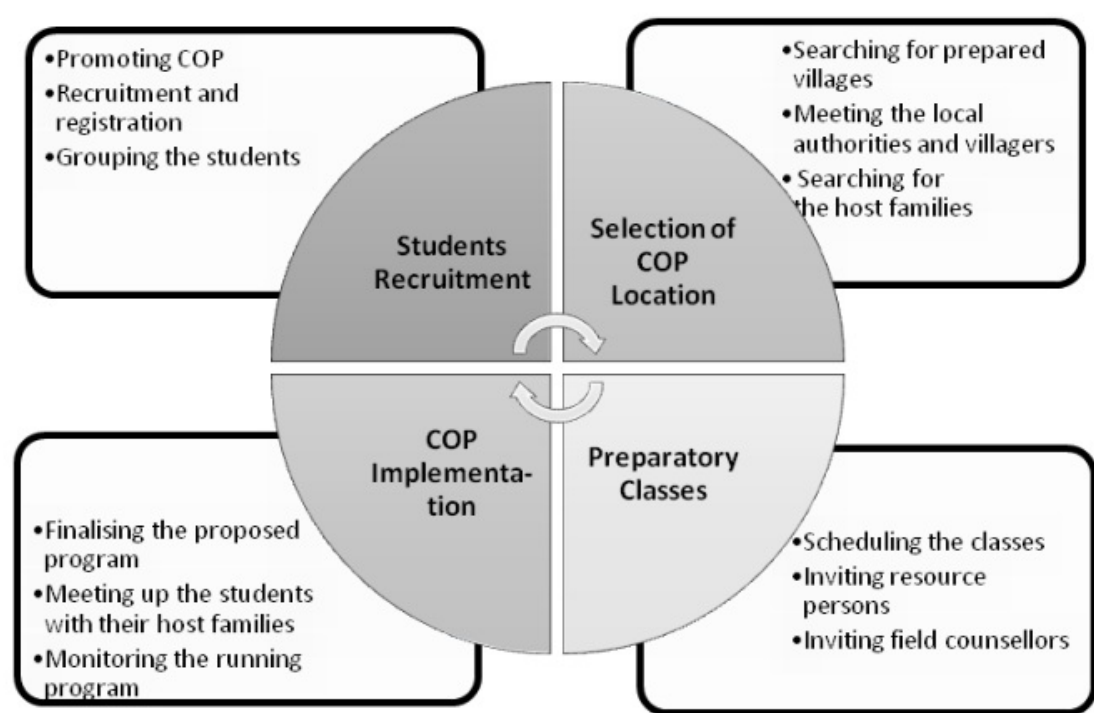 •Promoting COP
•Recruitment and
registration
•Grouping the students
Students
Recruitment
•Searching for prepared
villages
•Meeting the local
authorities and villagers
•Searching for
the host families
Selection of
COP
Location
COP
Implementa-
tion
•Finalising the proposed
program
•Meeting up the students
with their host families
•Monitoring the running
program
Preparatory
Classes
•Scheduling the classes
•Inviting resource
persons
•Inviting field counsellors